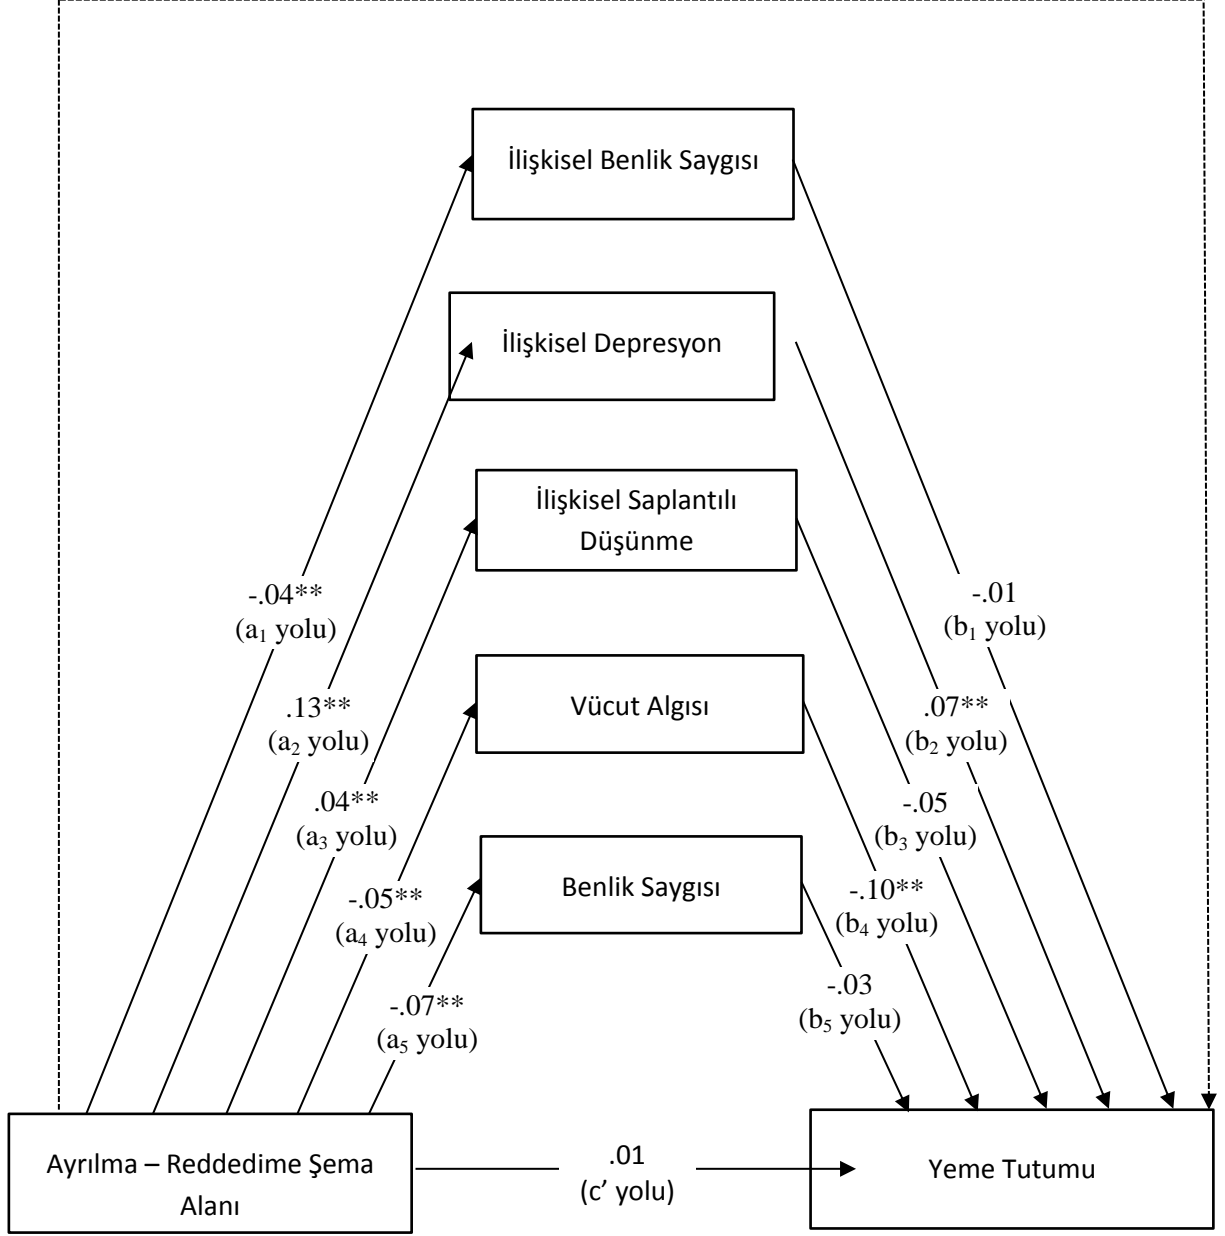 İlişkisel Benlik Saygısı
İlişkisel Depresyon
İlişkisel Saplantılı
Düşünme
-.04**
(a₁ yolu)
-.01
(b₁ yolu)
Vücut Algısı
.13**
(a₂ yolu)
.07**
(b₂ yolu)
.04**
(a₃ yolu)
-.05
(b₃ yolu)
Benlik Saygısı
-.05**
(a₄ yolu)
-.10**
(b₄ yolu)
-.07**
(a₅ yolu)
-.03
(b₅ yolu)
Ayrılma – Reddedime Şema
Alanı
.01
(c’ yolu)
Yeme Tutumu